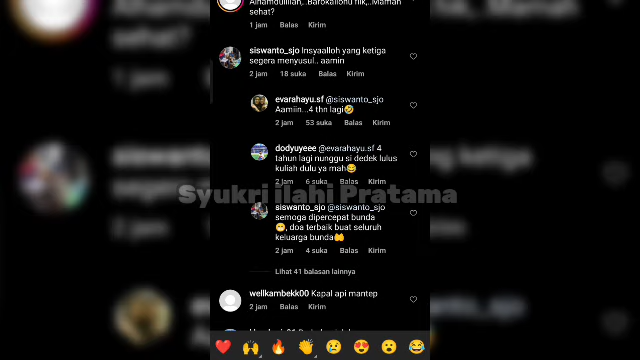 Alhamdulillah,..Barokallohu fiik,..Mamah
sehat?
1 jam Balas Kirim
siswanto_sjo Insyaalloh yang ketiga
segera menyusul.. aamin
2 jam 18 suka Balas Kirim
evarahayu.sf @siswanto_sjo
Aamiin...4 thn lagi🤣
2 jam 53 suka Balas Kirim
dodyuyeee @evarahayu.sf 4
tahun lagi nunggu si dedek lulus
kuliah dulu ya mah😂
2 jam 6 suka Balas Kirim
Syukri ilahi Pratama
siswanto_sjo @siswanto_sjo
semoga dipercepat bunda
😁, doa terbaik buat seluruh
keluarga bunda🤗
2 jam 4 suka Balas Kirim
Lihat 41 balasan lainnya
wellkambekk00 Kapal api mantep
2 jam Balas Kirim